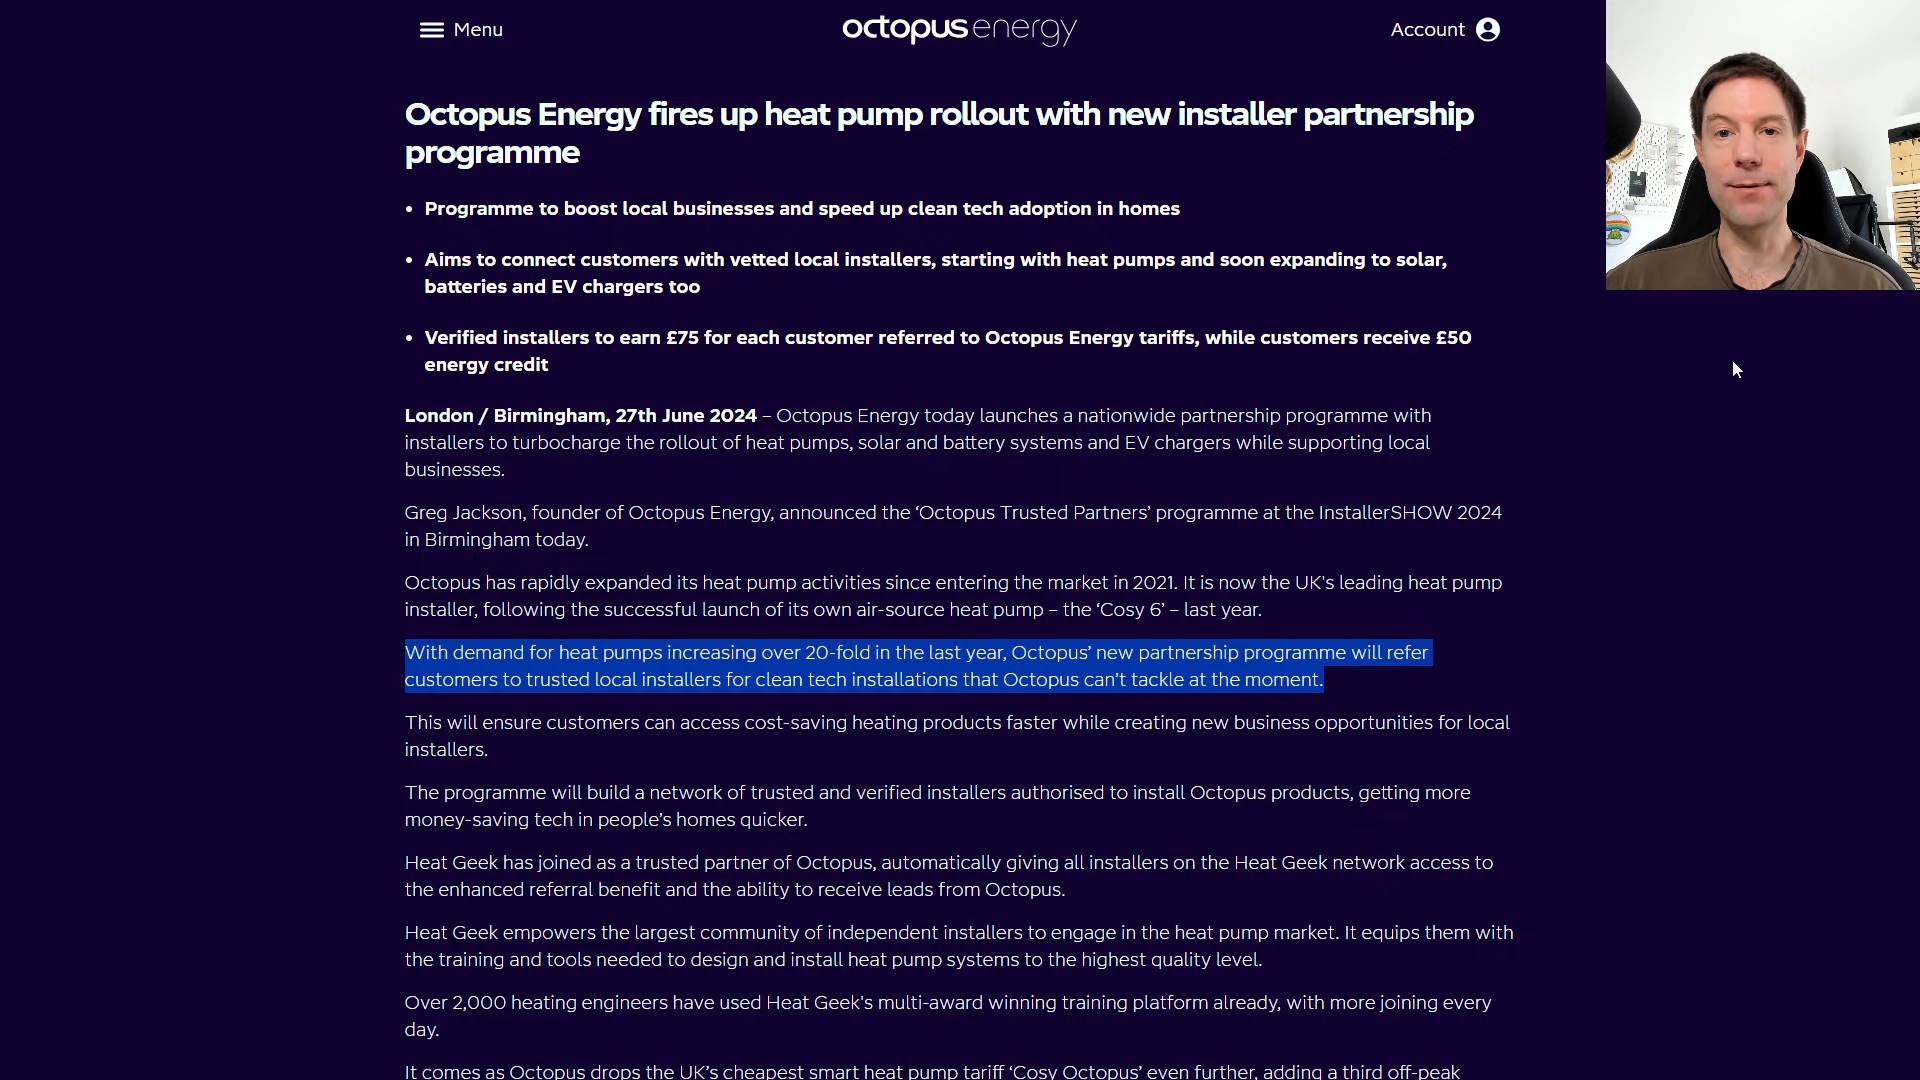 Menu
octopus energy
Account
Octopus Energy fires up heat pump rollout with new installer partnership
programme
• Programme to boost local businesses and speed up clean tech adoption in homes
• Aims to connect customers with vetted local installers, starting with heat pumps and soon expanding to solar,
batteries and EV chargers too
• Verified installers to earn £75 for each customer referred to Octopus Energy tariffs, while customers receive £50
energy credit
London / Birmingham, 27th June 2024 – Octopus Energy today launches a nationwide partnership programme with
installers to turbocharge the rollout of heat pumps, solar and battery systems and EV chargers while supporting local
businesses.
Greg Jackson, founder of Octopus Energy, announced the ‘Octopus Trusted Partners’ programme at the InstallerSHOW 2024
in Birmingham today.
Octopus has rapidly expanded its heat pump activities since entering the market in 2021. It is now the UK's leading heat pump
installer, following the successful launch of its own air-source heat pump – the ‘Cosy 6’ – last year.
With demand for heat pumps increasing over 20-fold in the last year, Octopus’ new partnership programme will refer
customers to trusted local installers for clean tech installations that Octopus can’t tackle at the moment.
This will ensure customers can access cost-saving heating products faster while creating new business opportunities for local
installers.
The programme will build a network of trusted and verified installers authorised to install Octopus products, getting more
money-saving tech in people’s homes quicker.
Heat Geek has joined as a trusted partner of Octopus, automatically giving all installers on the Heat Geek network access to
the enhanced referral benefit and the ability to receive leads from Octopus.
Heat Geek empowers the largest community of independent installers to engage in the heat pump market. It equips them with
the training and tools needed to design and install heat pump systems to the highest quality level.
Over 2,000 heating engineers have used Heat Geek's multi-award winning training platform already, with more joining every
day.
It comes as Octopus drops the UK’s cheapest smart heat pump tariff ‘Cosy Octopus’ even further, adding a third off-peak